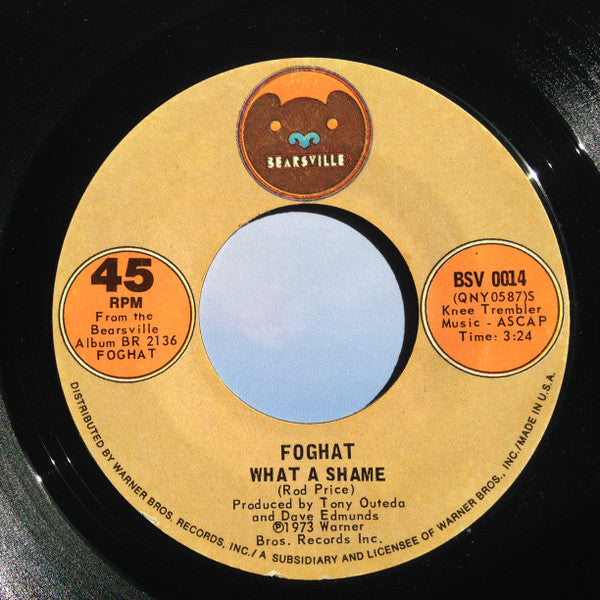 BEARSVILLE
45
RPM
From the
Bearsville
Album BR 2136
FOGHAT
BSV 0014
(QNY0587)S
Knee Trembler
Music - ASCAP
Time: 3:24
FOGHAT
WHAT A SHAME
(Rod Price)
Produced by Tony Outeda
and Dave Edmunds
℗1973 Warner
Bros. Records Inc.
DISTRIBUTED BY WARNER BROS. RECORDS, INC./A SUBSIDIARY AND LICENSEE OF WARNER BROS., INC./MADE IN U.S.A.